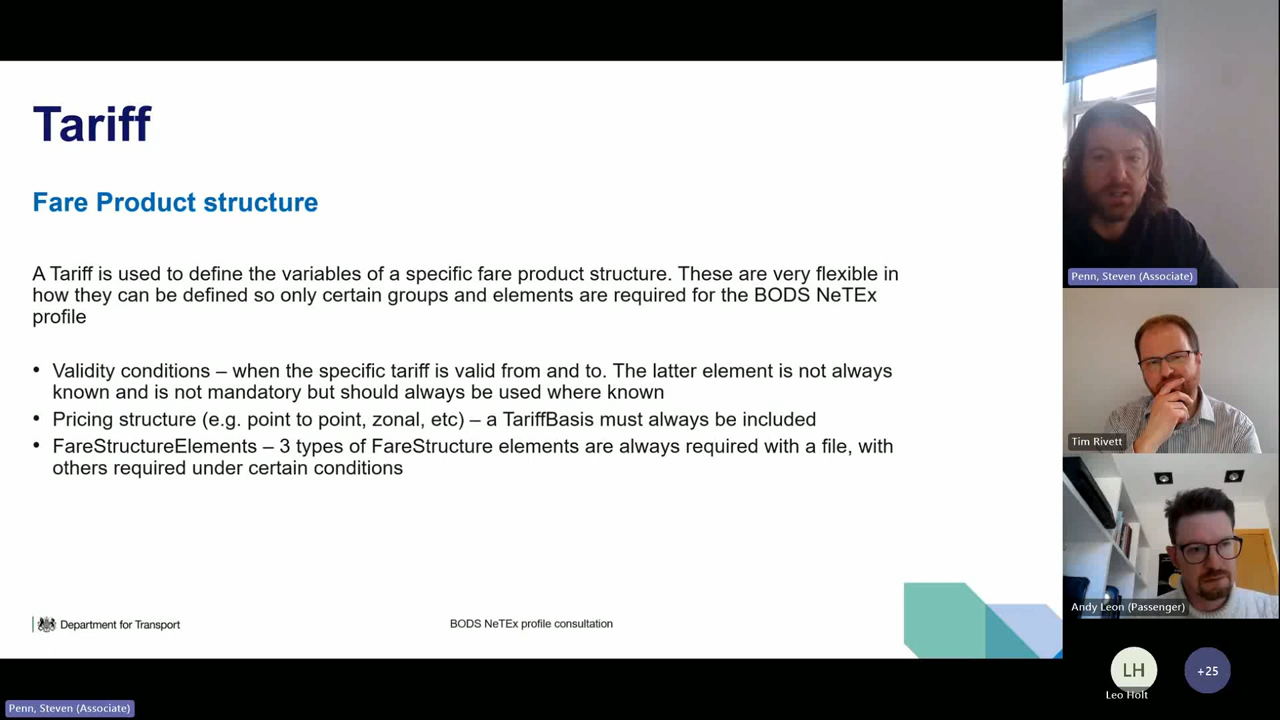 Tariff
Fare Product structure
A Tariff is used to define the variables of a specific fare product structure. These are very flexible in
how they can be defined so only certain groups and elements are required for the BODS NeTEx
profile
• Validity conditions – when the specific tariff is valid from and to. The latter element is not always
known and is not mandatory but should always be used where known
• Pricing structure (e.g. point to point, zonal, etc) – a TariffBasis must always be included
• FareStructureElements – 3 types of FareStructure elements are always required with a file, with
others required under certain conditions
Department for Transport
BODS NeTEx profile consultation
Penn, Steven (Associate)
Tim Rivett
Andy Leon (Passenger)
LH
Leo Holt
+25
Penn, Steven (Associate)